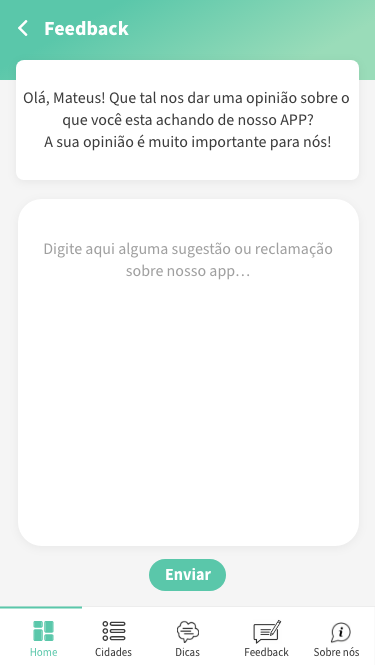 Feedback
Olá, Mateus! Que tal nos dar uma opinião sobre o
que você esta achando de nosso APP?
A sua opinião é muito importante para nós!
Digite aqui alguma sugestão ou reclamação
sobre nosso app...
Enviar
Home
Cidades
Dicas
Feedback
Sobre nós